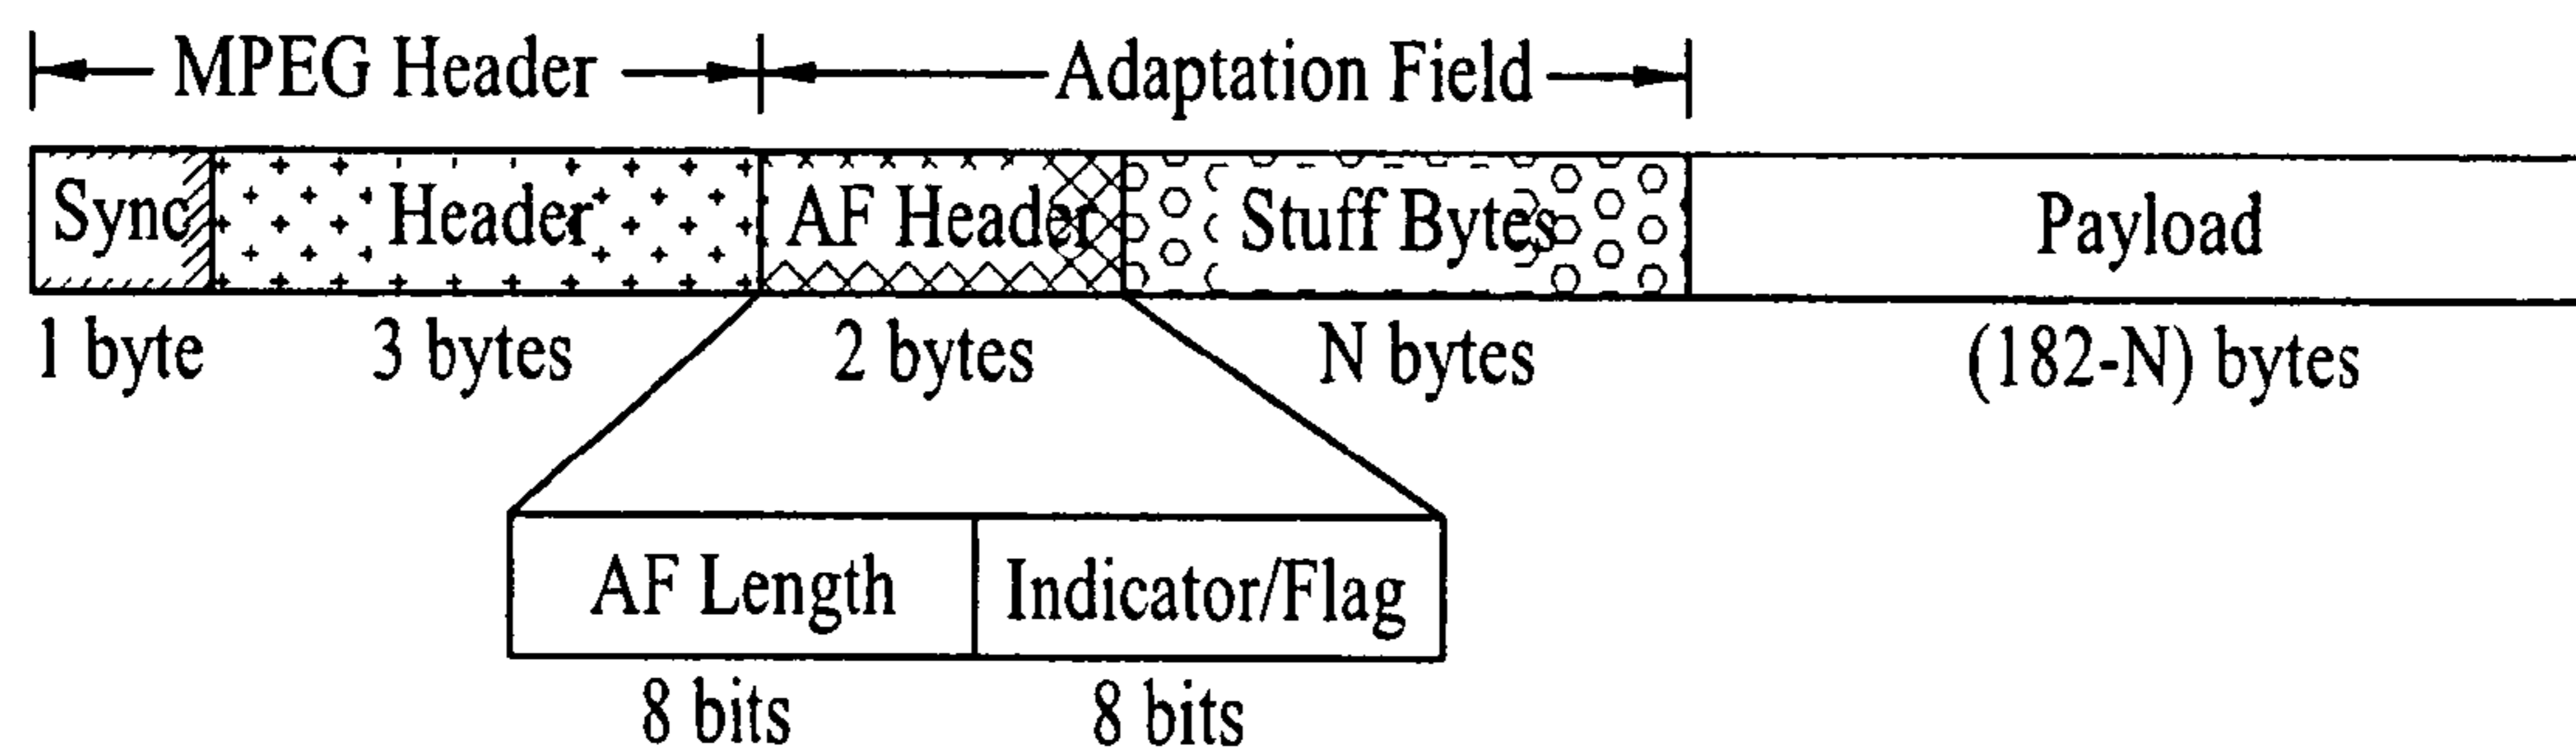 MPEG Header Adaptation Field
Sync Header AF Header Stuff Bytes Payload
1 byte 3 bytes 2 bytes N bytes (182-N) bytes
AF Length Indicator/Flag
8 bits 8 bits